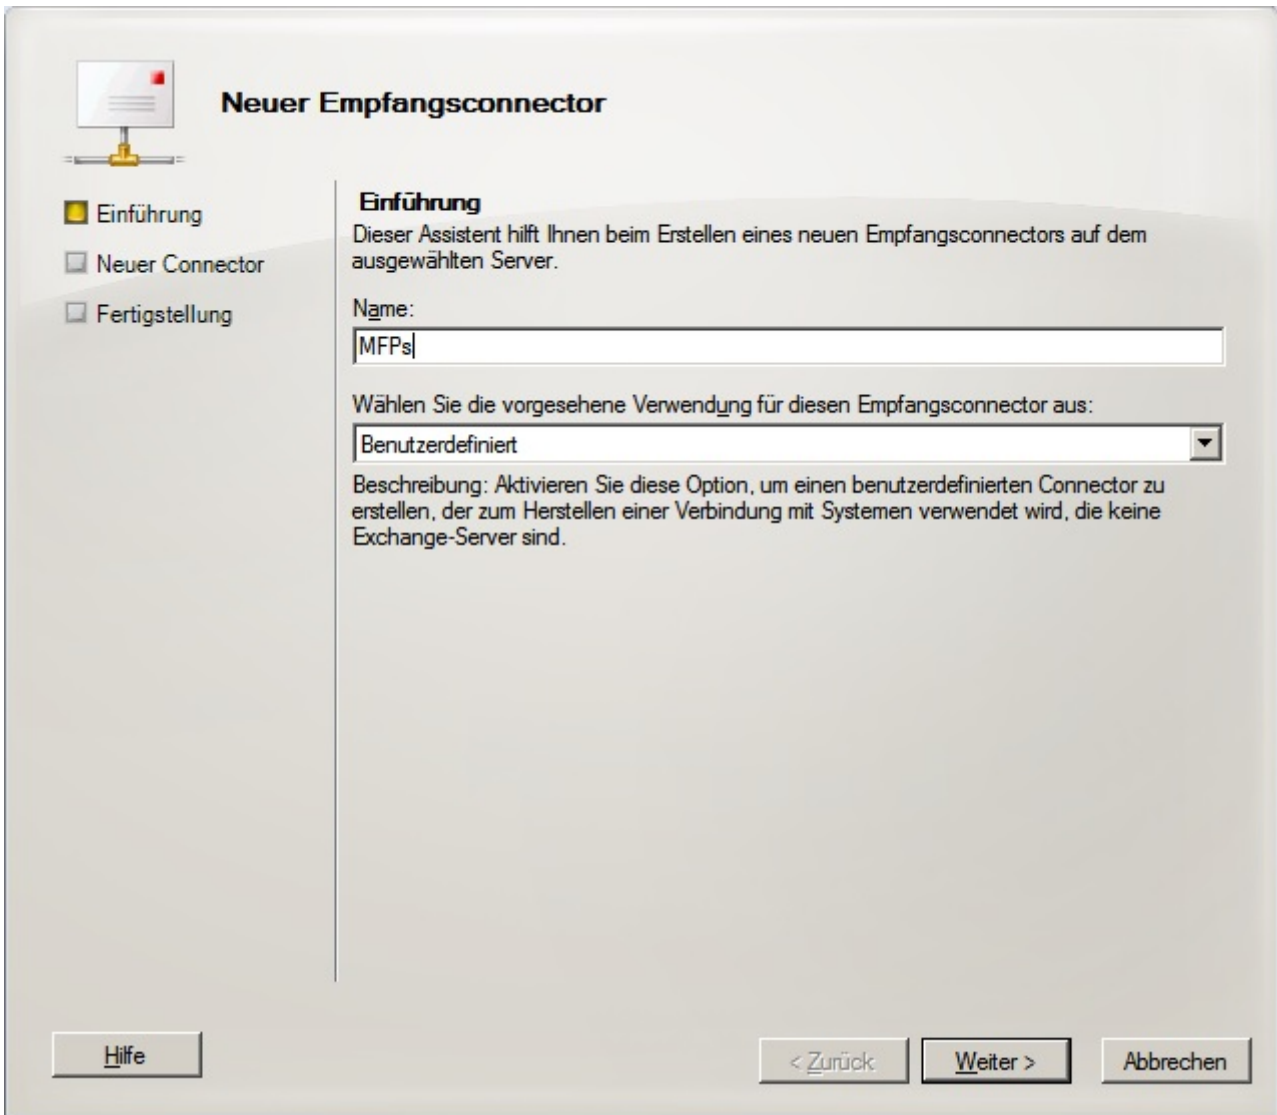 Neuer Empfangsconnector
Einführung
Neuer Connector
Fertigstellung
Einführung
Dieser Assistent hilft Ihnen beim Erstellen eines neuen Empfangsconnectors auf dem
ausgewählten Server.
Name:
MFPs
Wählen Sie die vorgesehene Verwendung für diesen Empfangsconnector aus:
Benutzerdefiniert
Beschreibung: Aktivieren Sie diese Option, um einen benutzerdefinierten Connector zu
erstellen, der zum Herstellen einer Verbindung mit Systemen verwendet wird, die keine
Exchange-Server sind.
Hilfe
< Zurück
Weiter >
Abbrechen